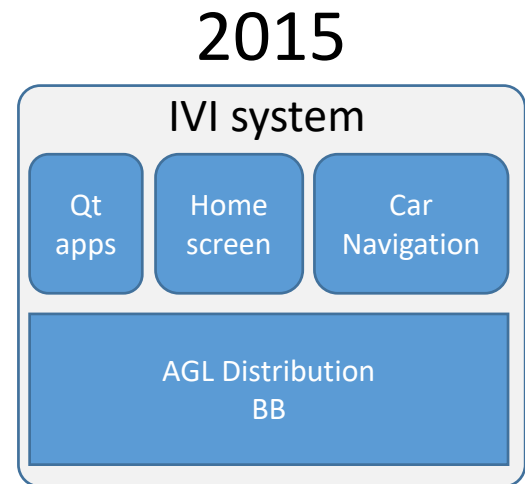 2015
IVI system
Qt
apps
Home
screen
Car
Navigation
AGL Distribution
BB